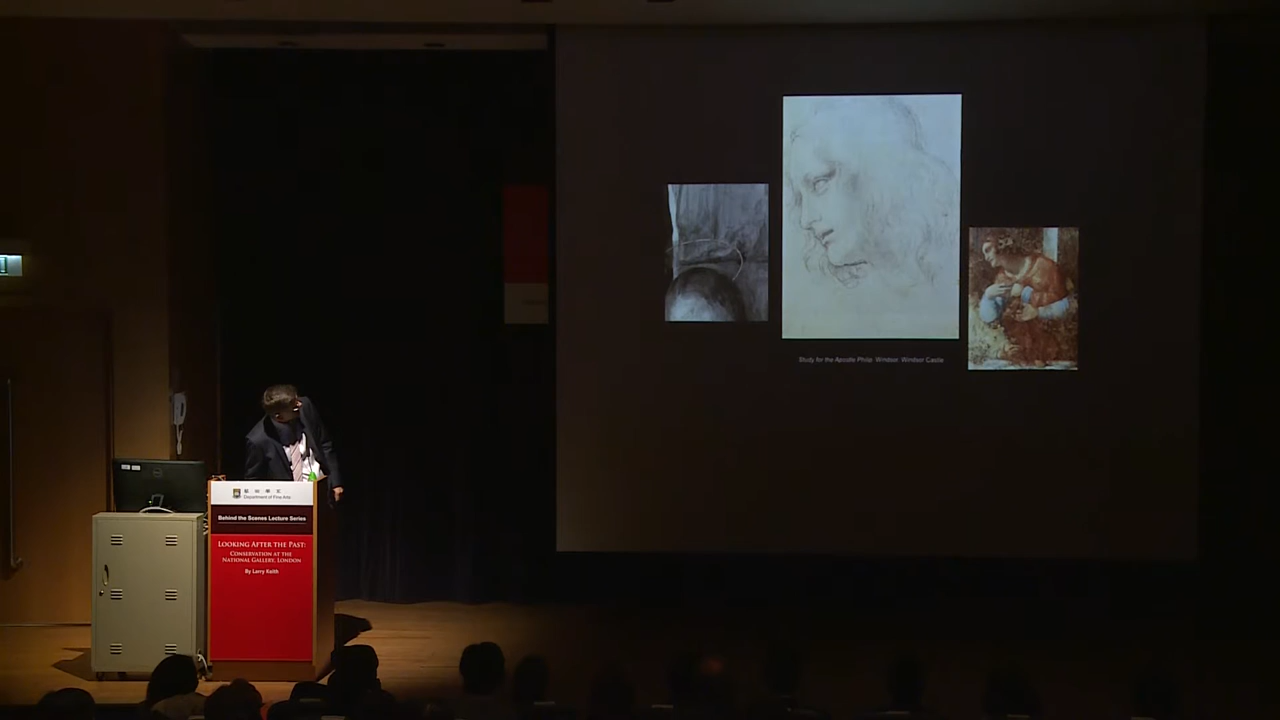 Study for the Apostle Philip. Windsor, Windsor Castle
Department of Fine Arts
Behind the Scenes Lecture Series
LOOKING AFTER THE PAST:
CONSERVATION AT THE
NATIONAL GALLERY, LONDON
By Larry Keith